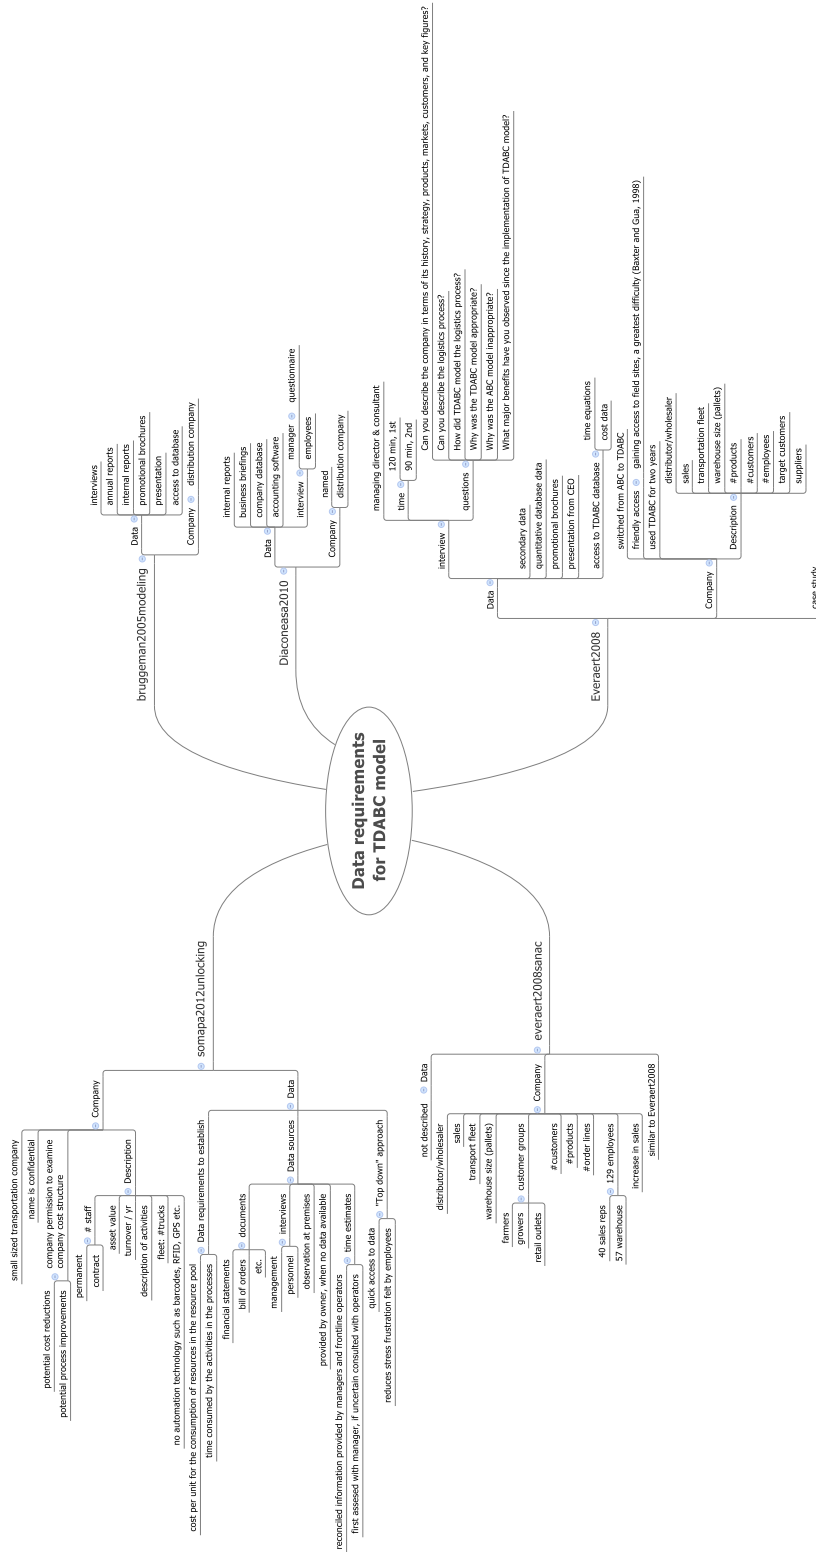 Data requirements
for TDABC model
bruggeman2005modeling
Data
interviews
annual reports
internal reports
promotional brochures
presentation
access to database
Company
distribution company
Diaconeasa2010
Data
internal reports
business briefings
company database
accounting software
interview
manager
questionnaire
employees
Company
named
distribution company
Everaert2008
Data
interview
managing director & consultant
time
120 min, 1st
90 min, 2nd
questions
Can you describe the company in terms of its history, strategy, products, markets, customers, and key figures?
Can you describe the logistics process?
How did TDABC model the logistics process?
Why was the TDABC model appropriate?
Why was the ABC model inappropriate?
What major benefits have you observed since the implementation of TDABC model?
secondary data
quantitative database data
promotional brochures
presentation from CEO
access to TDABC database
time equations
cost data
Company
switched from ABC to TDABC
friendly access
gaining access to field sites, a greatest difficulty (Baxter and Gua, 1998)
used TDABC for two years
Description
distributor/wholesaler
sales
transportation fleet
warehouse size (pallets)
#products
#customers
#employees
target customers
suppliers
case study
somapa2012unlocking
Company
small sized transportation company
name is confidential
company permission to examine
company cost structure
potential cost reductions
potential process improvements
Description
# staff
permanent
contract
asset value
turnover / yr
description of activities
fleet: #trucks
no automation technology such as barcodes, RFID, GPS etc.
Data
Data requirements to establish
cost per unit for the consumption of resources in the resource pool
time consumed by the activities in the processes
Data sources
documents
financial statements
bill of orders
etc.
interviews
management
personnel
observation at premises
provided by owner, when no data available
time estimates
reconciled information provided by managers and frontline operators
first assesed with manager, if uncertain consulted with operators
"Top down" approach
quick access to data
reduces stress frustration felt by employees
everaert2008sanac
Data
not described
Company
distributor/wholesaler
sales
transport fleet
warehouse size (pallets)
customer groups
farmers
growers
retail outlets
#customers
#products
#order lines
129 employees
40 sales reps
57 warehouse
increase in sales
similar to Everaert2008